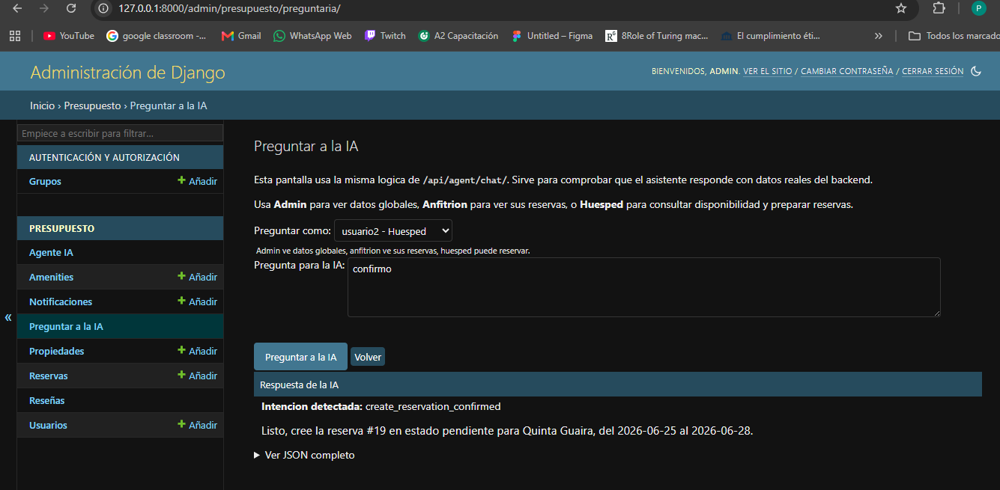 127.0.0.1:8000/admin/presupuesto/preguntaria/
P
YouTube
google classroom -...
Gmail
WhatsApp Web
Twitch
A2 Capacitación
Untitled – Figma
8Role of Turing mac...
El cumplimiento éti...
»
Todos los marcado
Administración de Django
BIENVENIDOS, ADMIN. VER EL SITIO / CAMBIAR CONTRASEÑA / CERRAR SESIÓN
Inicio › Presupuesto › Preguntar a la IA
Empiece a escribir para filtrar...
AUTENTICACIÓN Y AUTORIZACIÓN
Grupos + Añadir
PRESUPUESTO
Agente IA
Amenities + Añadir
Notificaciones + Añadir
«
Preguntar a la IA
Propiedades + Añadir
Reservas + Añadir
Reseñas
Usuarios + Añadir
Preguntar a la IA
Esta pantalla usa la misma logica de /api/agent/chat/. Sirve para comprobar que el asistente responde con datos reales del backend.
Usa Admin para ver datos globales, Anfitrion para ver sus reservas, o Huesped para consultar disponibilidad y preparar reservas.
Preguntar como: usuario2 - Huesped
Admin ve datos globales, anfitrion ve sus reservas, huesped puede reservar.
Pregunta para la IA: confirmo
Preguntar a la IA Volver
Respuesta de la IA
Intencion detectada: create_reservation_confirmed
Listo, cree la reserva #19 en estado pendiente para Quinta Guaira, del 2026-06-25 al 2026-06-28.
▶ Ver JSON completo